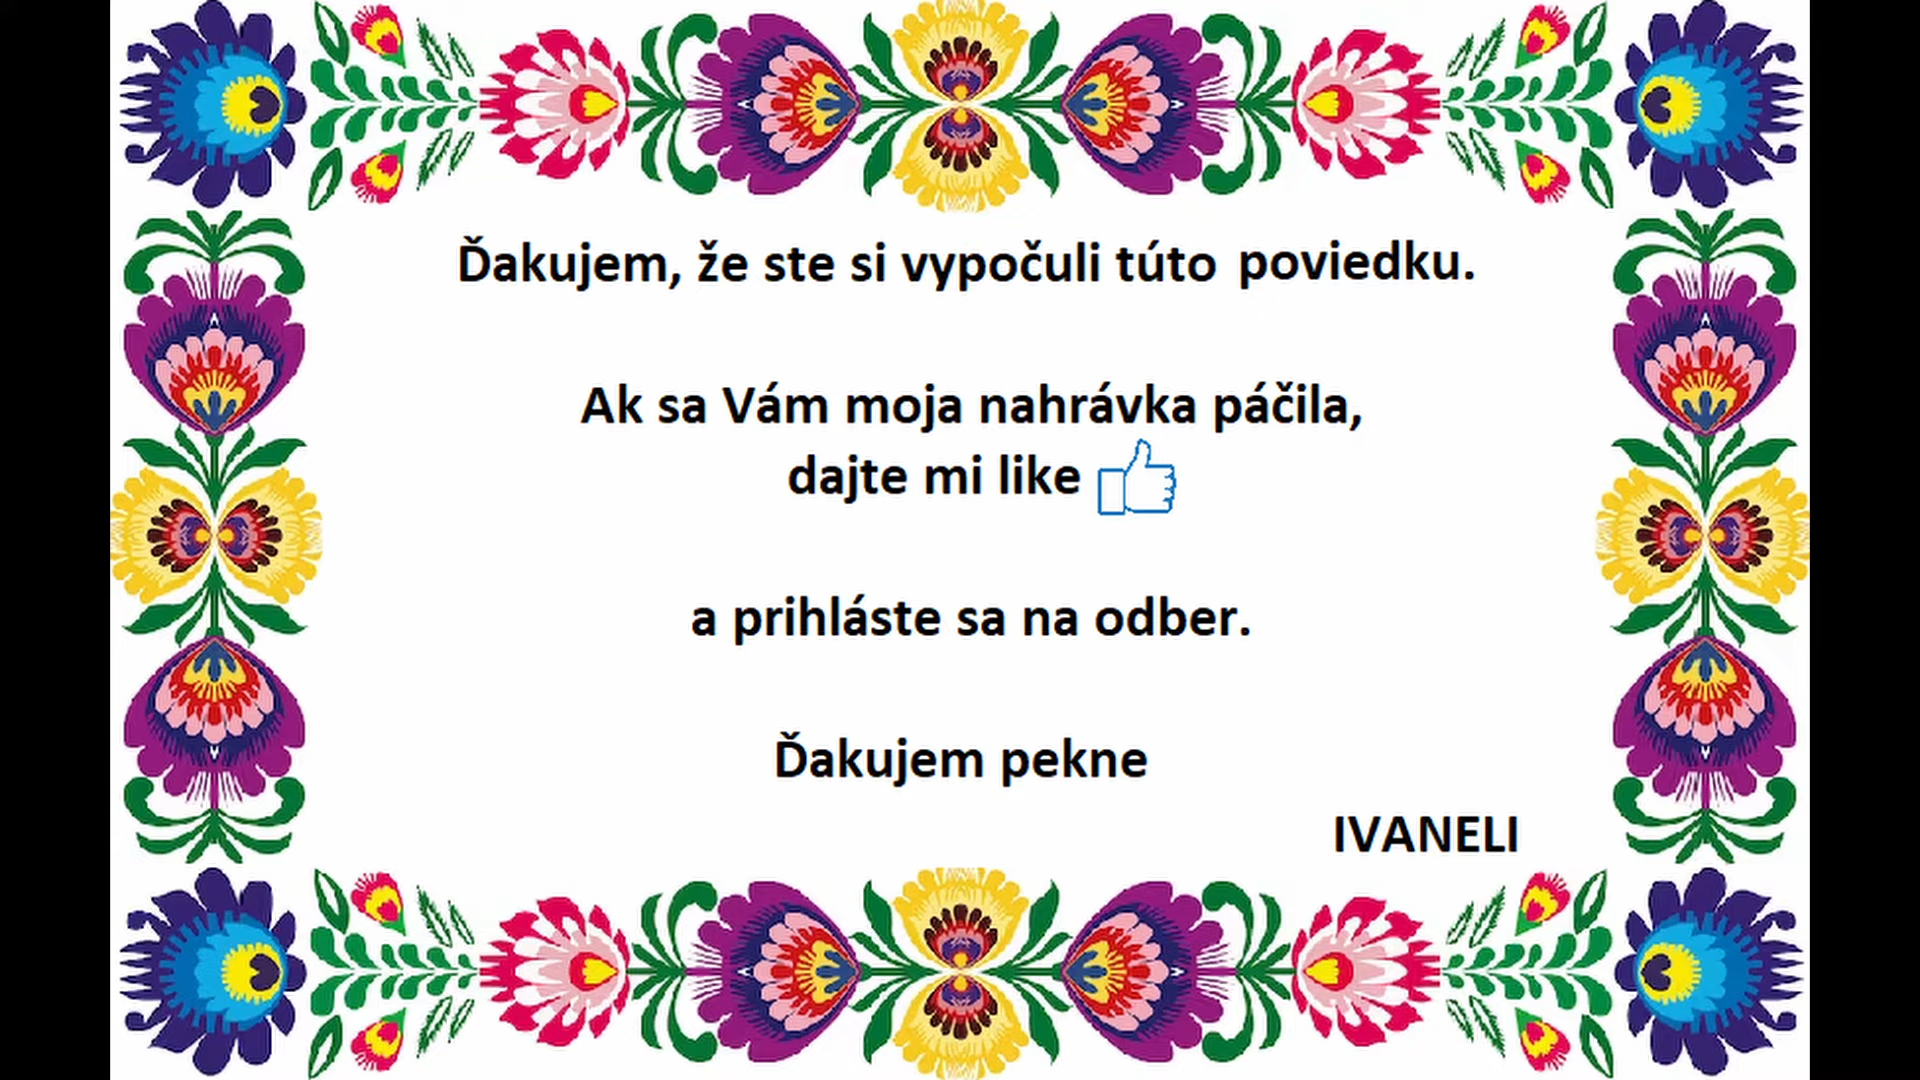 Ďakujem, že ste si vypočuli túto poviedku.
Ak sa Vám moja nahrávka páčila,
dajte mi like
a prihláste sa na odber.
Ďakujem pekne
IVANELI